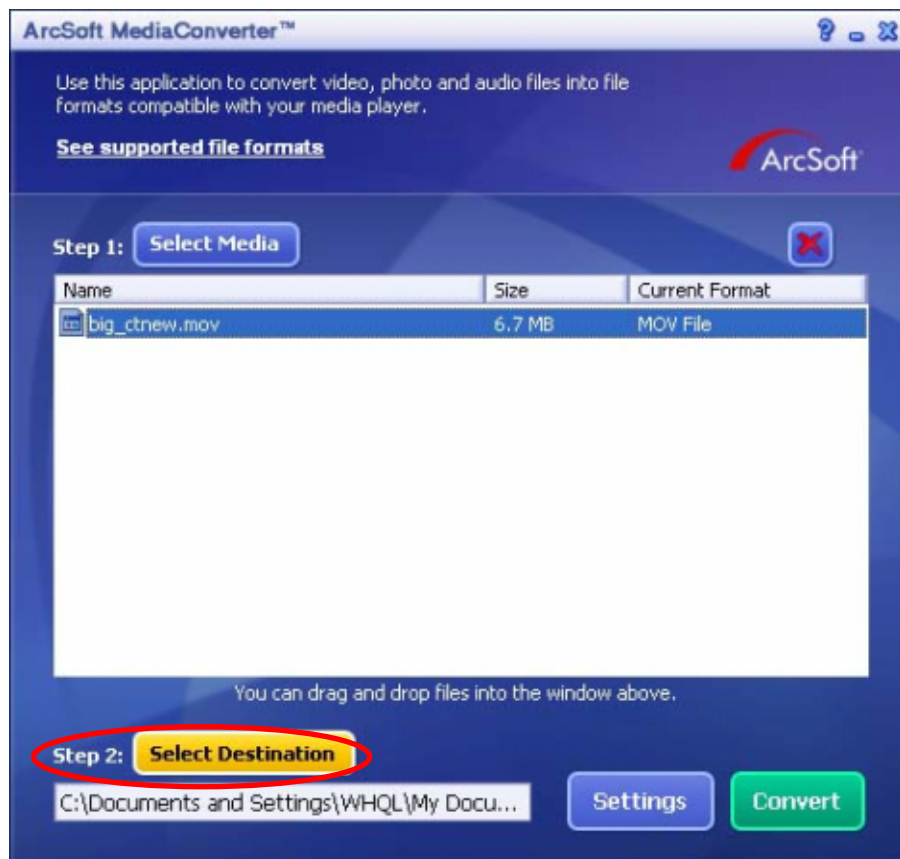 ArcSoft MediaConverter™
Use this application to convert video, photo and audio files into file
formats compatible with your media player.
See supported file formats
ArcSoft
Step 1: Select Media
Name Size Current Format
big_ctnew.mov 6.7 MB MOV File
You can drag and drop files into the window above.
Step 2: Select Destination
C:\Documents and Settings\WHQL\My Docu...
Settings Convert